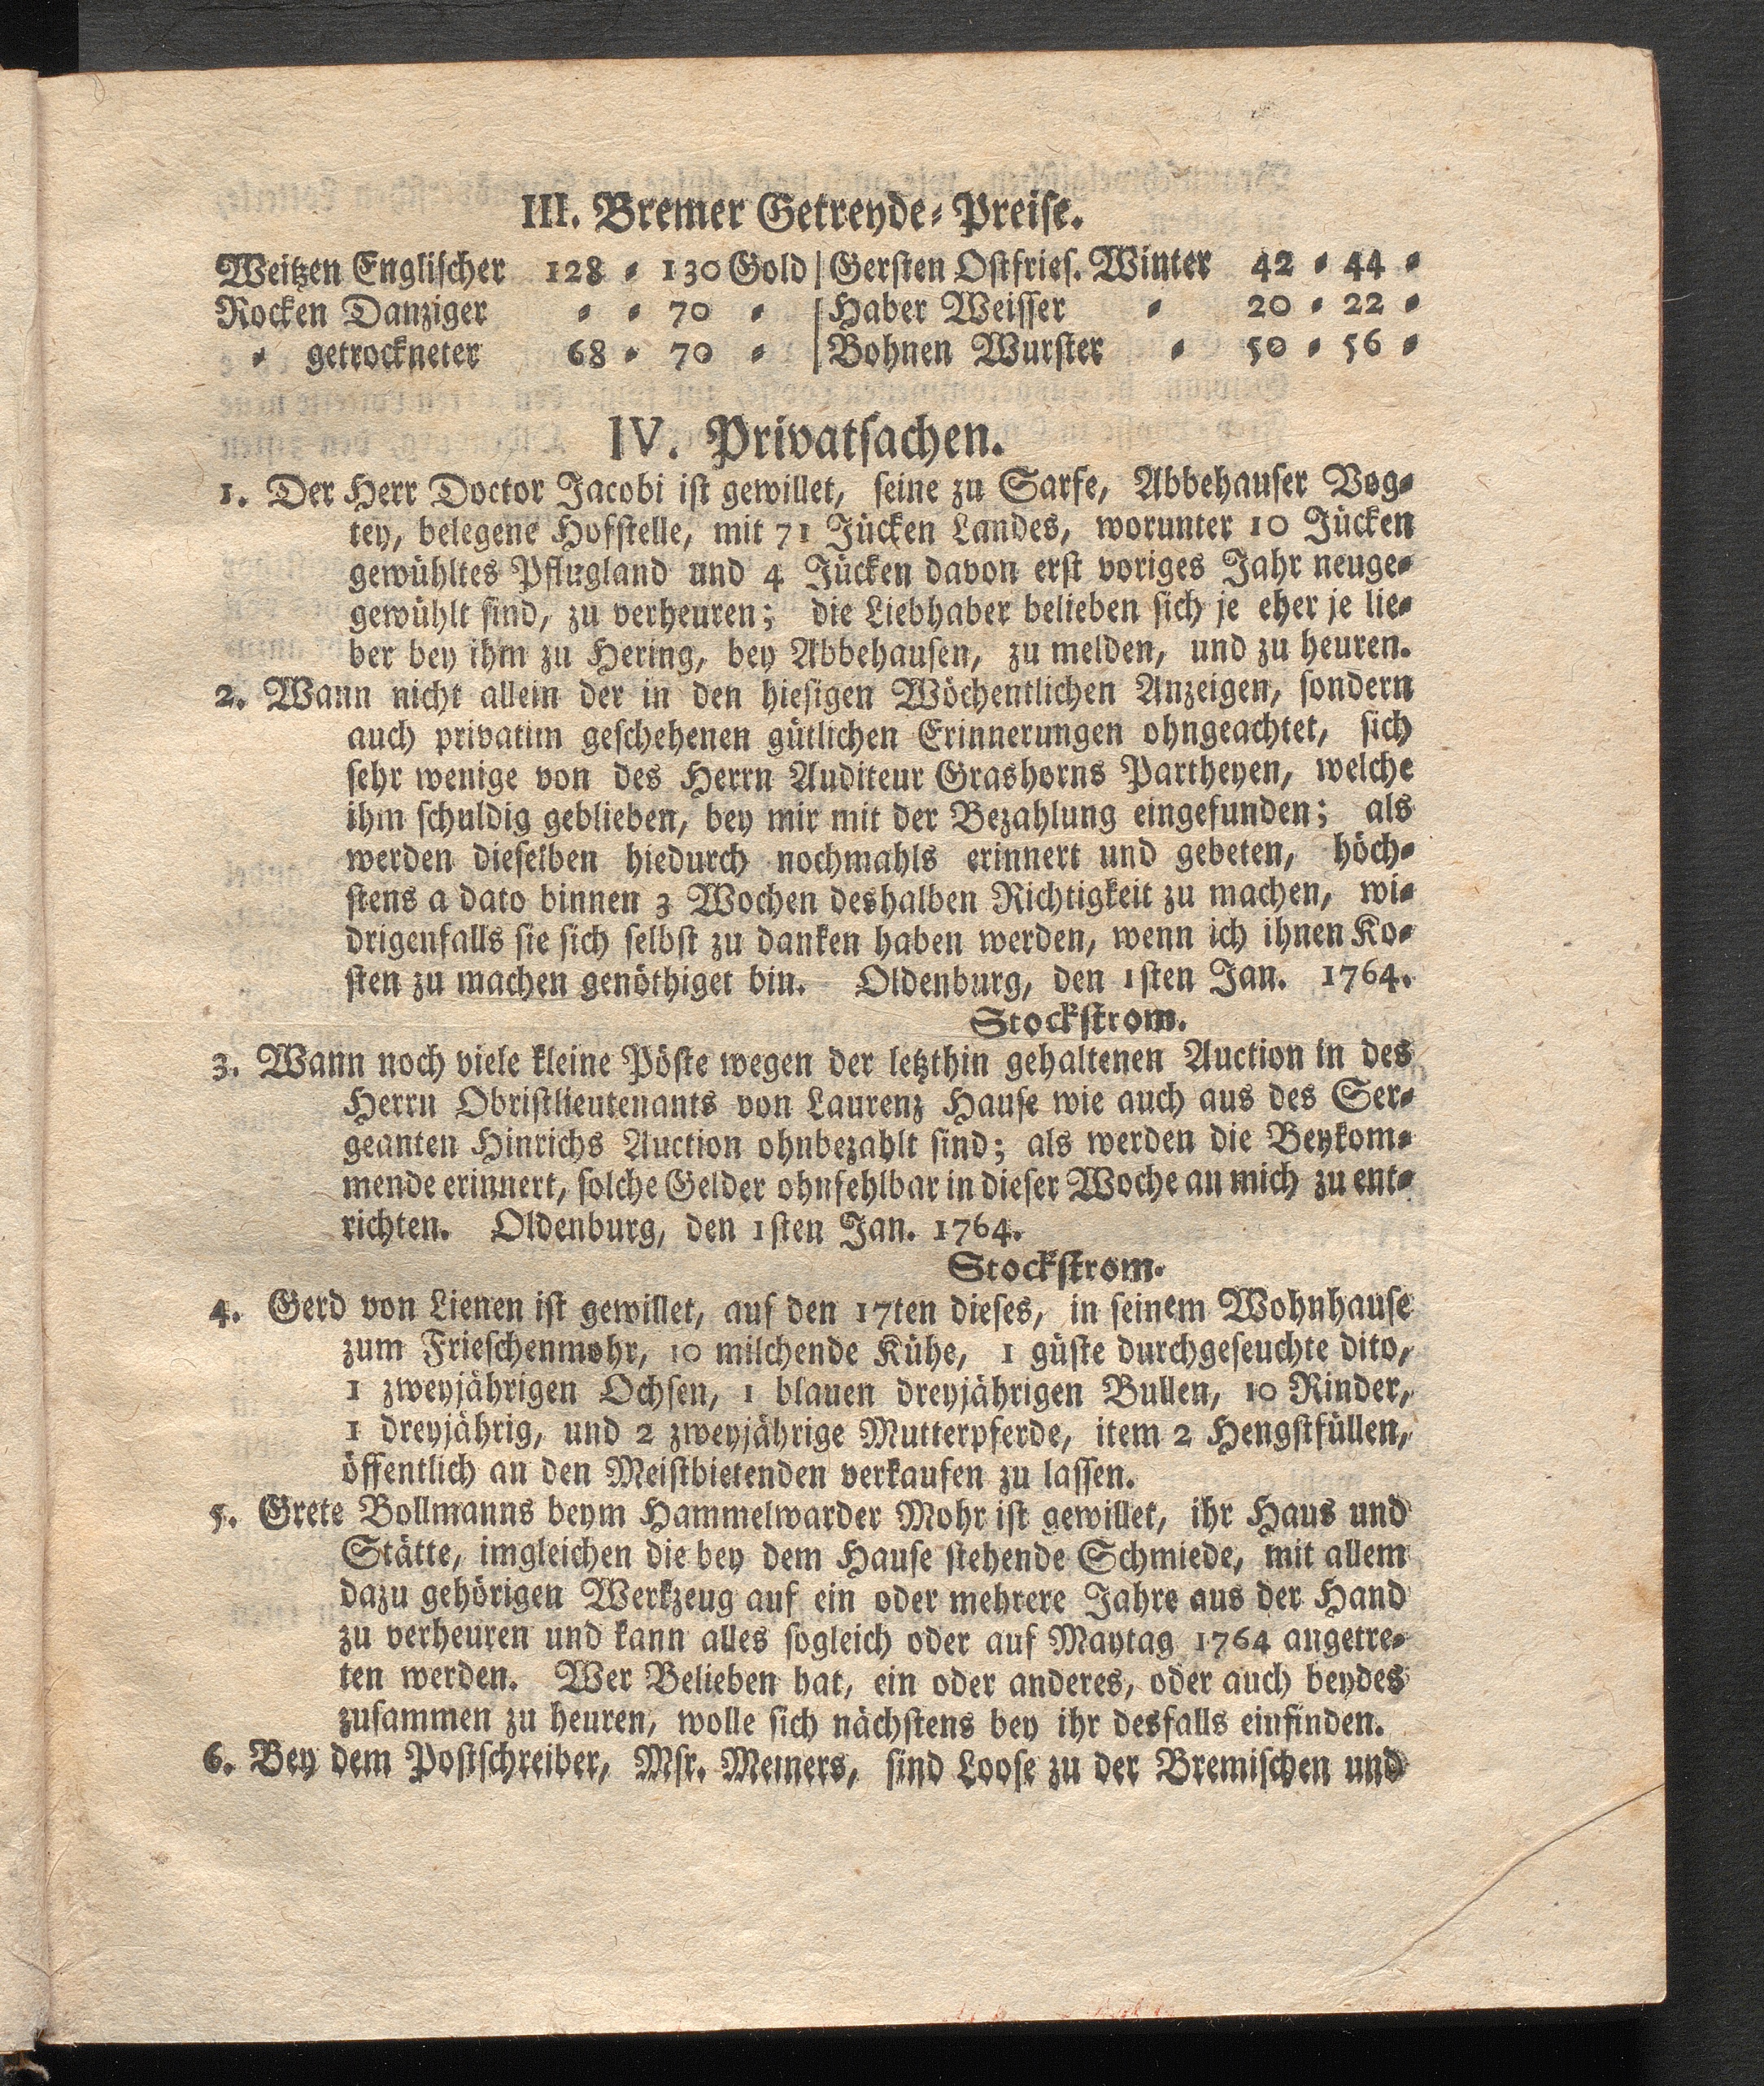 III. Bremer Getreyde-Preise.
Weitzen Englischer 128 - 130 Gold | Gersten Ostfries. Winter 42 - 44 -
Rocken Danziger - - 70 - | Haber Weisser - 20 - 22 -
- getrockneter 68 - 70 - | Bohnen Wurster - 50 - 56 -
IV. Privatsachen.
1. Der Herr Doctor Jacobi ist gewillet, seine zu Sarfe, Abbehauser Vog-
tey, belegene Hofstelle, mit 71 Jücken Landes, worunter 10 Jücken
gewühltes Pflugland und 4 Jücken davon erst voriges Jahr neuge-
gewühlt sind, zu verheuren; die Liebhaber belieben sich je eher je lie-
ber bey ihm zu Hering, bey Abbehausen, zu melden, und zu heuren.
2. Wann nicht allein der in den hiesigen Wöchentlichen Anzeigen, sondern
auch privatim geschehenen gütlichen Erinnerungen ohngeachtet, sich
sehr wenige von des Herrn Auditeur Grashorns Partheyen, welche
ihm schuldig geblieben, bey mir mit der Bezahlung eingefunden; als
werden dieselben hiedurch nochmahls erinnert und gebeten, höch-
stens a dato binnen 3 Wochen deshalben Richtigkeit zu machen, wi-
drigenfalls sie sich selbst zu danken haben werden, wenn ich ihnen Ko-
sten zu machen genöthiget bin. Oldenburg, den 1sten Jan. 1764.
Stockstrom.
3. Wann noch viele kleine Pöste wegen der letzthin gehaltenen Auction in des
Herrn Obristlieutenants von Laurenz Hause wie auch aus des Ser-
geanten Hinrichs Auction ohnbezahlt sind; als werden die Beykom-
mende erinnert, solche Gelder ohnfehlbar in dieser Woche an mich zu ent-
richten. Oldenburg, den 1sten Jan. 1764.
Stockstrom.
4. Gerd von Lienen ist gewillet, auf den 17ten dieses, in seinem Wohnhause
zum Frieschenmohr, 10 milchende Kühe, 1 güste durchgeseuchte dito,
1 zweyjährigen Ochsen, 1 blauen dreyjährigen Bullen, 10 Rinder,
1 dreyjährig, und 2 zweyjährige Mutterpferde, item 2 Hengstfüllen,
öffentlich an den Meistbietenden verkaufen zu lassen.
5. Grete Bollmanns beym Hammelwarder Mohr ist gewillet, ihr Haus und
Stätte, imgleichen die bey dem Hause stehende Schmiede, mit allem
dazu gehörigen Werkzeug auf ein oder mehrere Jahre aus der Hand
zu verheuren und kann alles sogleich oder auf Maytag 1764 angetre-
ten werden. Wer Belieben hat, ein oder anderes, oder auch beydes
zusammen zu heuren, wolle sich nächstens bey ihr desfalls einfinden.
6. Bey dem Postschreiber, Msr. Meiners, sind Loose zu der Bremischen und